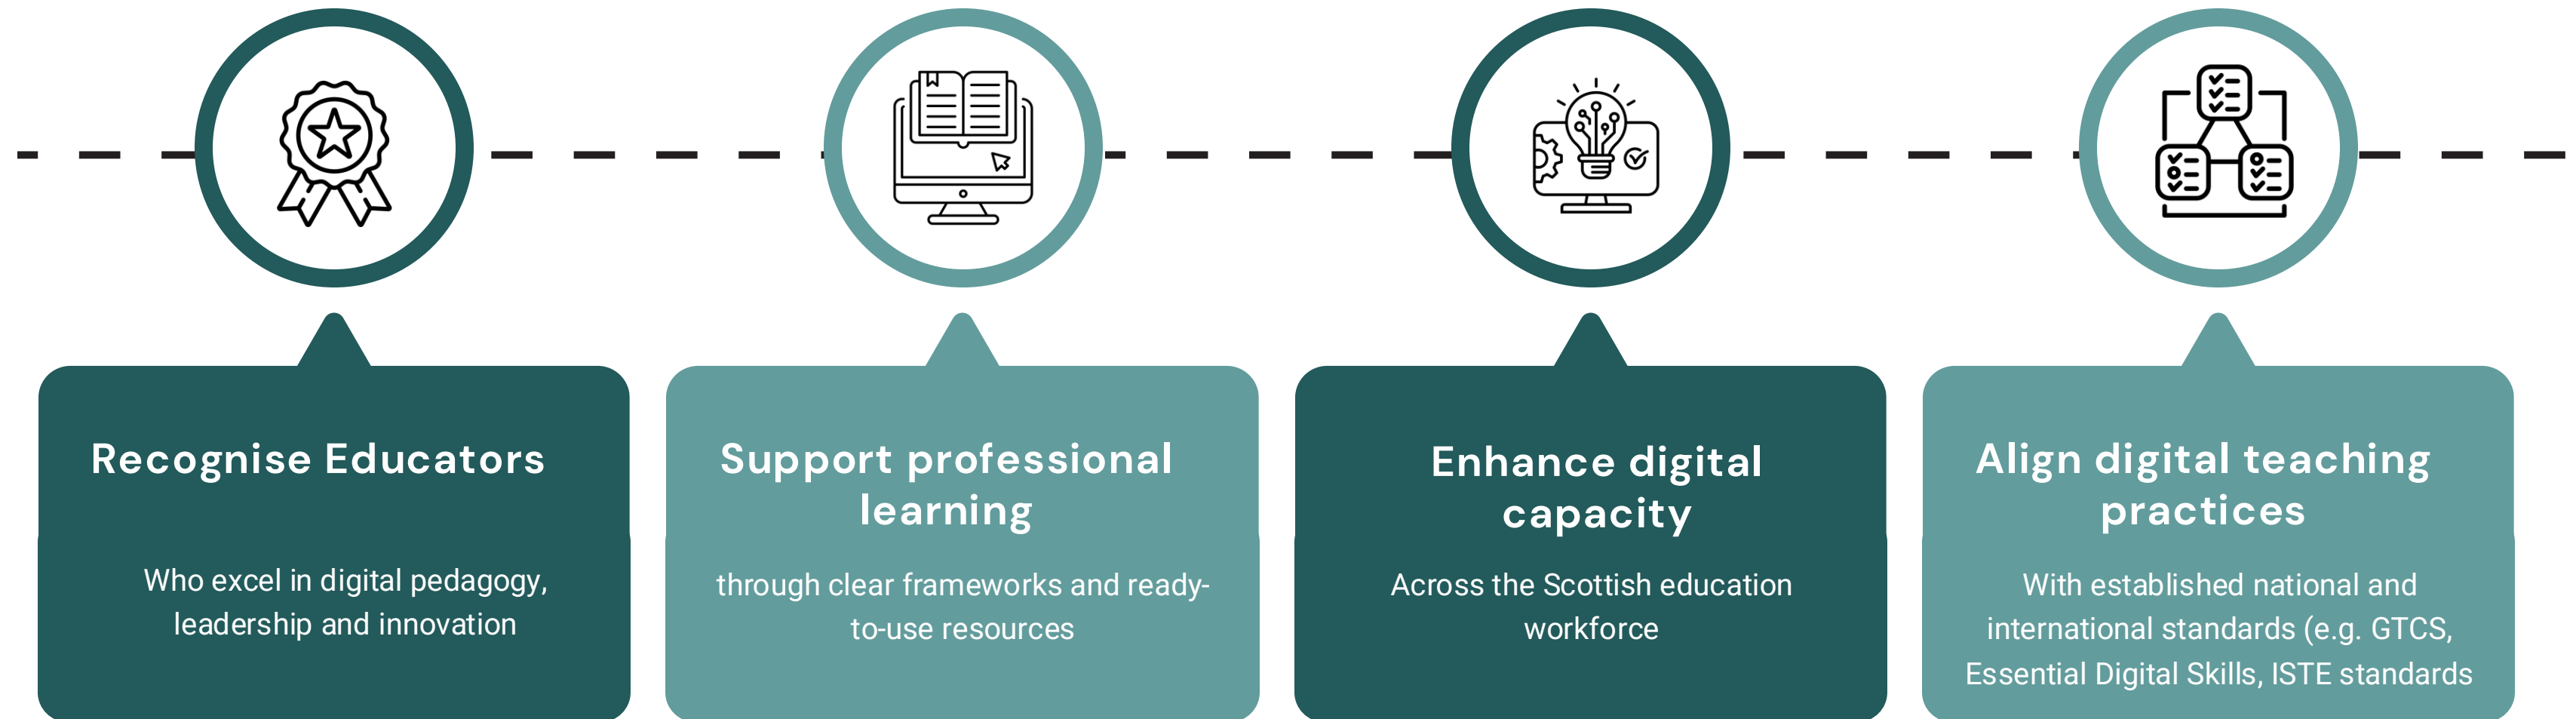 Recognise Educators
Who excel in digital pedagogy,
leadership and innovation
Support professional
learning
through clear frameworks and ready-
to-use resources
Enhance digital
capacity
Across the Scottish education
workforce
Align digital teaching
practices
With established national and
international standards (e.g. GTCS,
Essential Digital Skills, ISTE standards